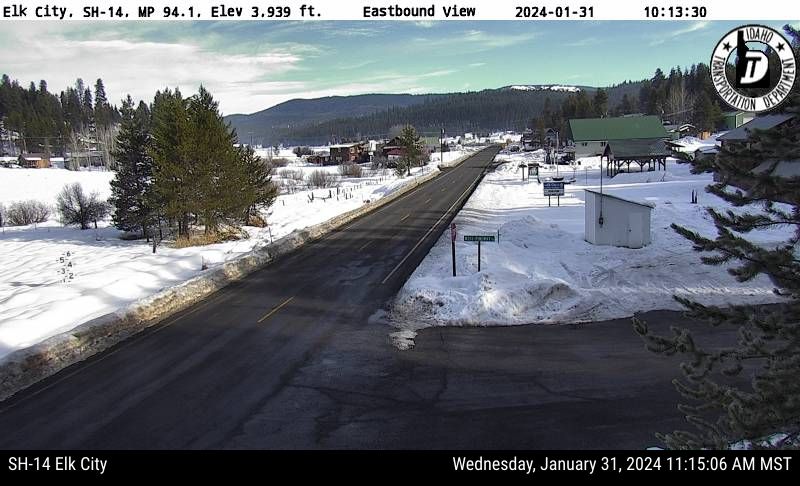 Elk City, SH-14, MP 94.1, Elev 3,939 ft. Eastbound View 2024-01-31 10:13:30
IDAHO
TRANSPORTATION DEPARTMENT
SH-14 Elk City Wednesday, January 31, 2024 11:15:06 AM MST